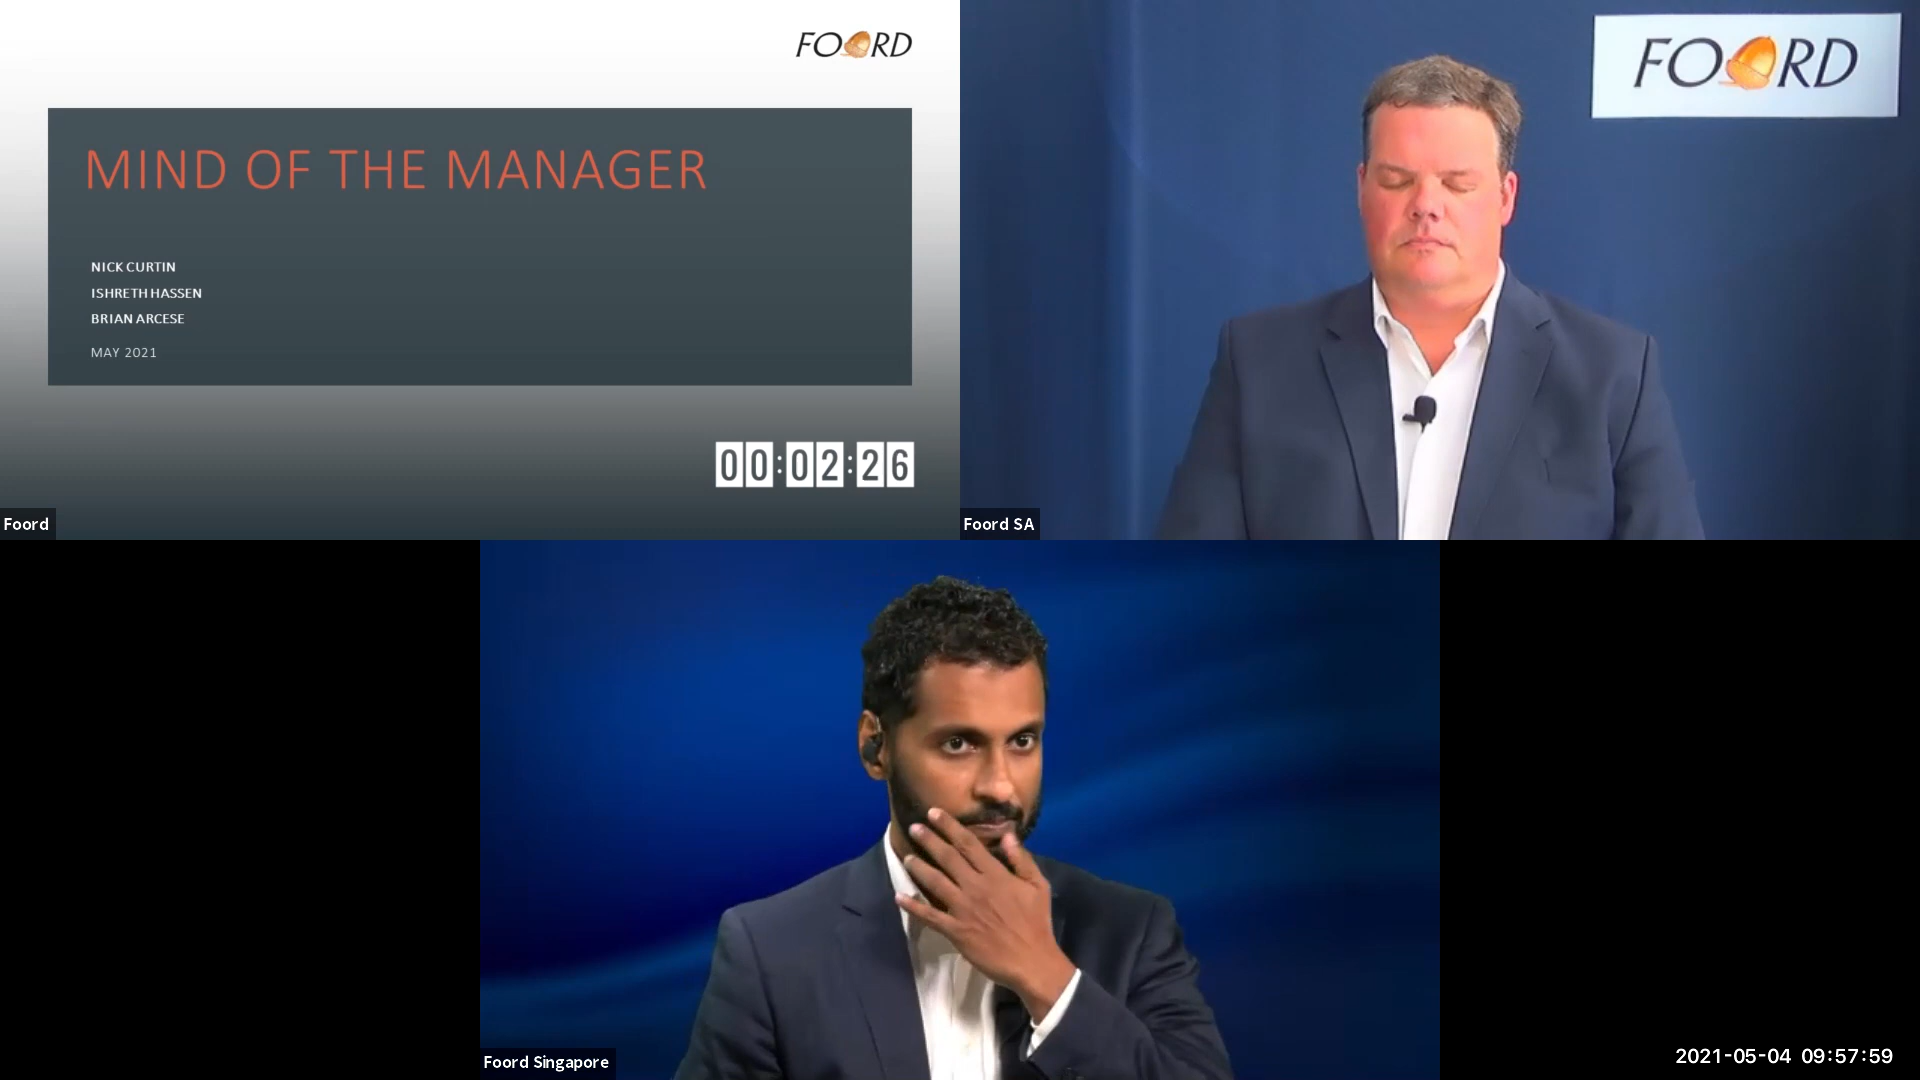 FOORD
MIND OF THE MANAGER
NICK CURTIN
ISHRETH HASSEN
BRIAN ARCESE
MAY 2021
00:02:26
Foord
FOORD
Foord SA
Foord Singapore
2021-05-04 09:57:59